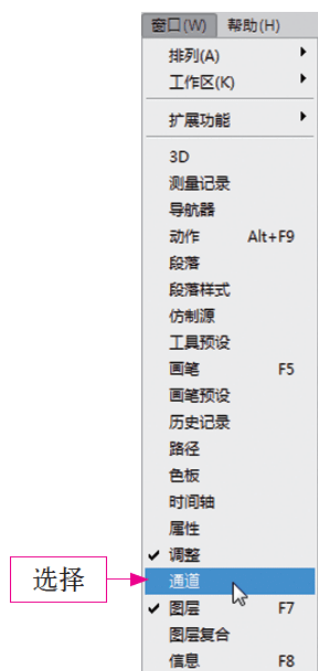 窗口(W) 帮助(H)
排列(A)
工作区(K)
扩展功能
3D
测量记录
导航器
动作 Alt+F9
段落
段落样式
仿制源
工具预设
画笔 F5
画笔预设
历史记录
路径
色板
时间轴
属性
调整
选择 通道
图层 F7
图层复合
信息 F8